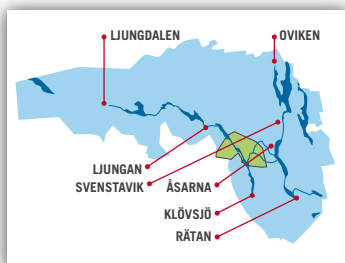 LJUNGDALEN
OVIKEN
LJUNGAN
SVENSTAVIK
ÅSARNA
KLÖVSJÖ
RÄTAN